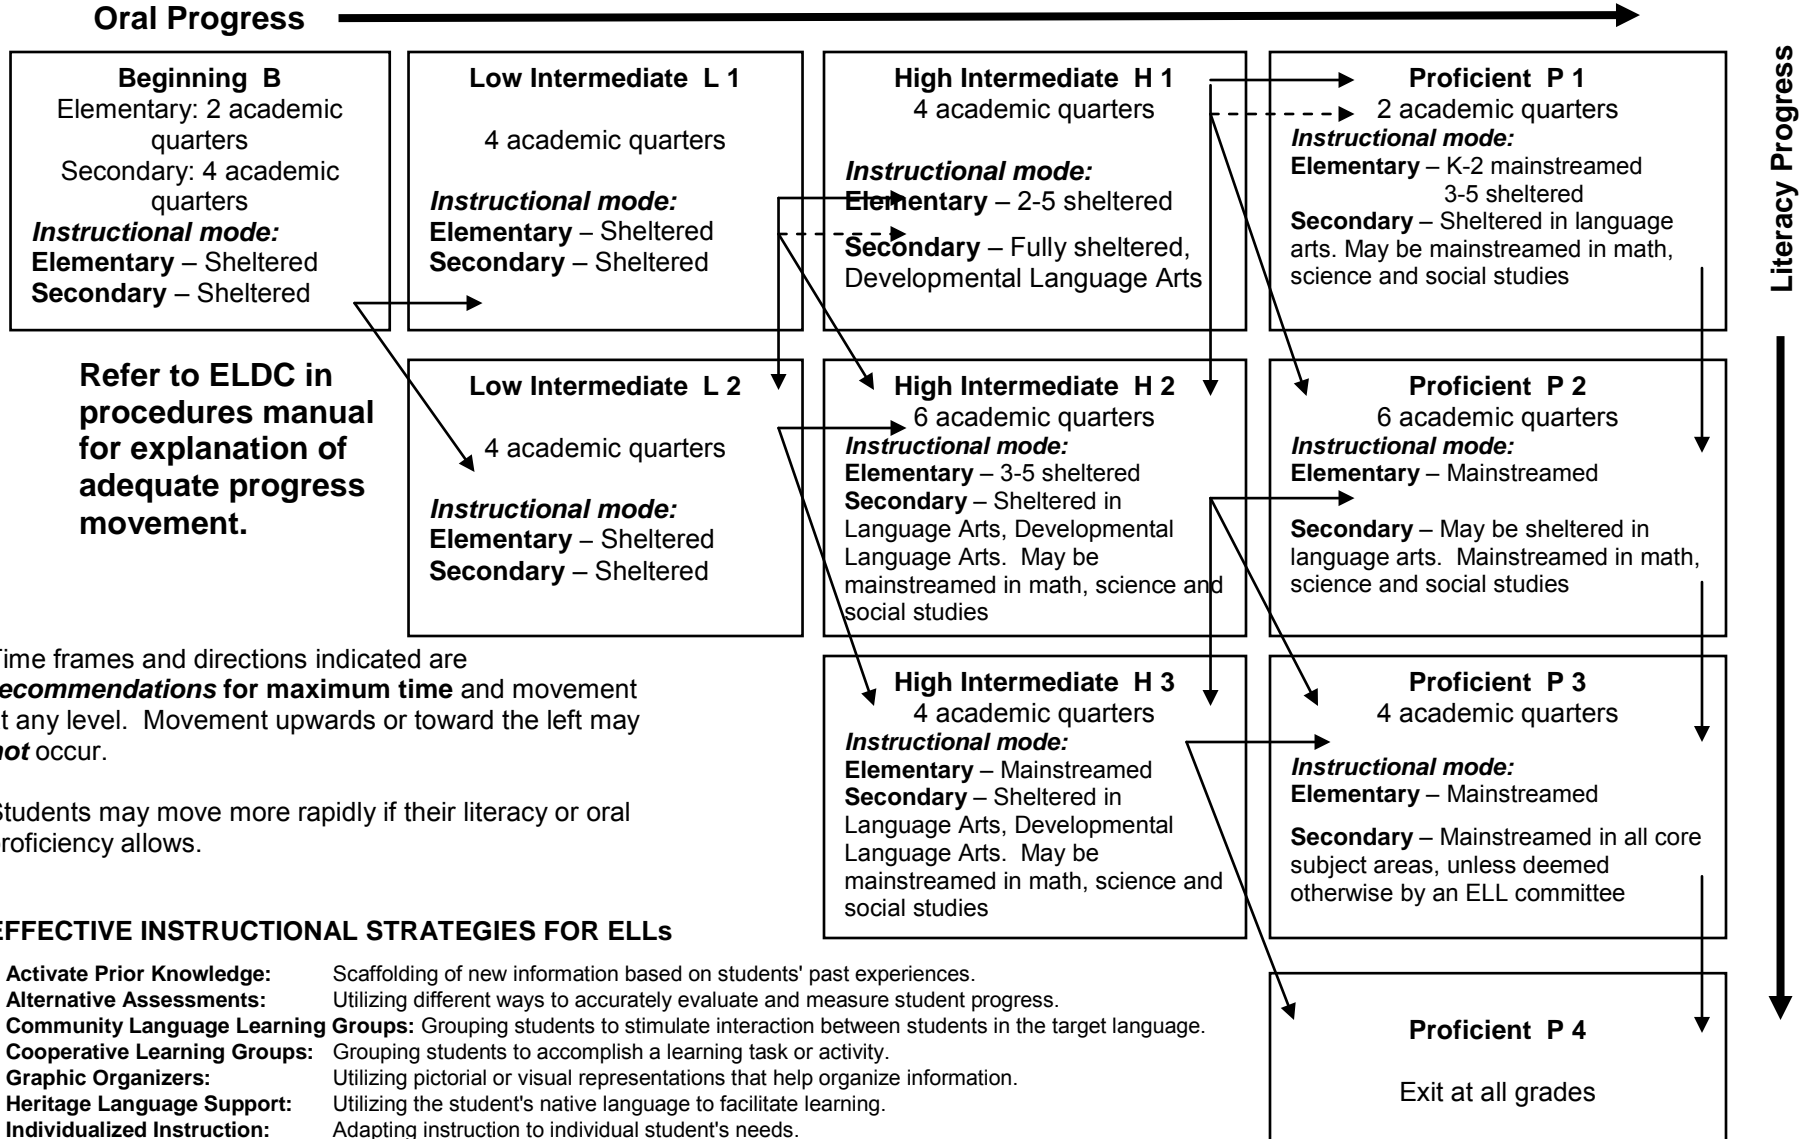 Oral Progress
Literacy Progress
Beginning B
Elementary: 2 academic
quarters
Secondary: 4 academic
quarters
Instructional mode:
Elementary – Sheltered
Secondary – Sheltered
Low Intermediate L 1
4 academic quarters
Instructional mode:
Elementary – Sheltered
Secondary – Sheltered
High Intermediate H 1
4 academic quarters
Instructional mode:
Elementary – 2-5 sheltered
Secondary – Fully sheltered,
Developmental Language Arts
Proficient P 1
2 academic quarters
Instructional mode:
Elementary – K-2 mainstreamed
3-5 sheltered
Secondary – Sheltered in language
arts. May be mainstreamed in math,
science and social studies
Refer to ELDC in
procedures manual
for explanation of
adequate progress
movement.
Low Intermediate L 2
4 academic quarters
Instructional mode:
Elementary – Sheltered
Secondary – Sheltered
High Intermediate H 2
6 academic quarters
Instructional mode:
Elementary – 3-5 sheltered
Secondary – Sheltered in
Language Arts, Developmental
Language Arts. May be
mainstreamed in math, science and
social studies
Proficient P 2
6 academic quarters
Instructional mode:
Elementary – Mainstreamed
Secondary – May be sheltered in
language arts. Mainstreamed in math,
science and social studies
Time frames and directions indicated are
recommendations for maximum time and movement
at any level. Movement upwards or toward the left may
not occur.
Students may move more rapidly if their literacy or oral
proficiency allows.
High Intermediate H 3
4 academic quarters
Instructional mode:
Elementary – Mainstreamed
Secondary – Sheltered in
Language Arts, Developmental
Language Arts. May be
mainstreamed in math, science and
social studies
Proficient P 3
4 academic quarters
Instructional mode:
Elementary – Mainstreamed
Secondary – Mainstreamed in all core
subject areas, unless deemed
otherwise by an ELL committee
EFFECTIVE INSTRUCTIONAL STRATEGIES FOR ELLs
Activate Prior Knowledge: Scaffolding of new information based on students' past experiences.
Alternative Assessments: Utilizing different ways to accurately evaluate and measure student progress.
Community Language Learning Groups: Grouping students to stimulate interaction between students in the target language.
Cooperative Learning Groups: Grouping students to accomplish a learning task or activity.
Graphic Organizers: Utilizing pictorial or visual representations that help organize information.
Heritage Language Support: Utilizing the student's native language to facilitate learning.
Individualized Instruction: Adapting instruction to individual student's needs.
Proficient P 4
Exit at all grades